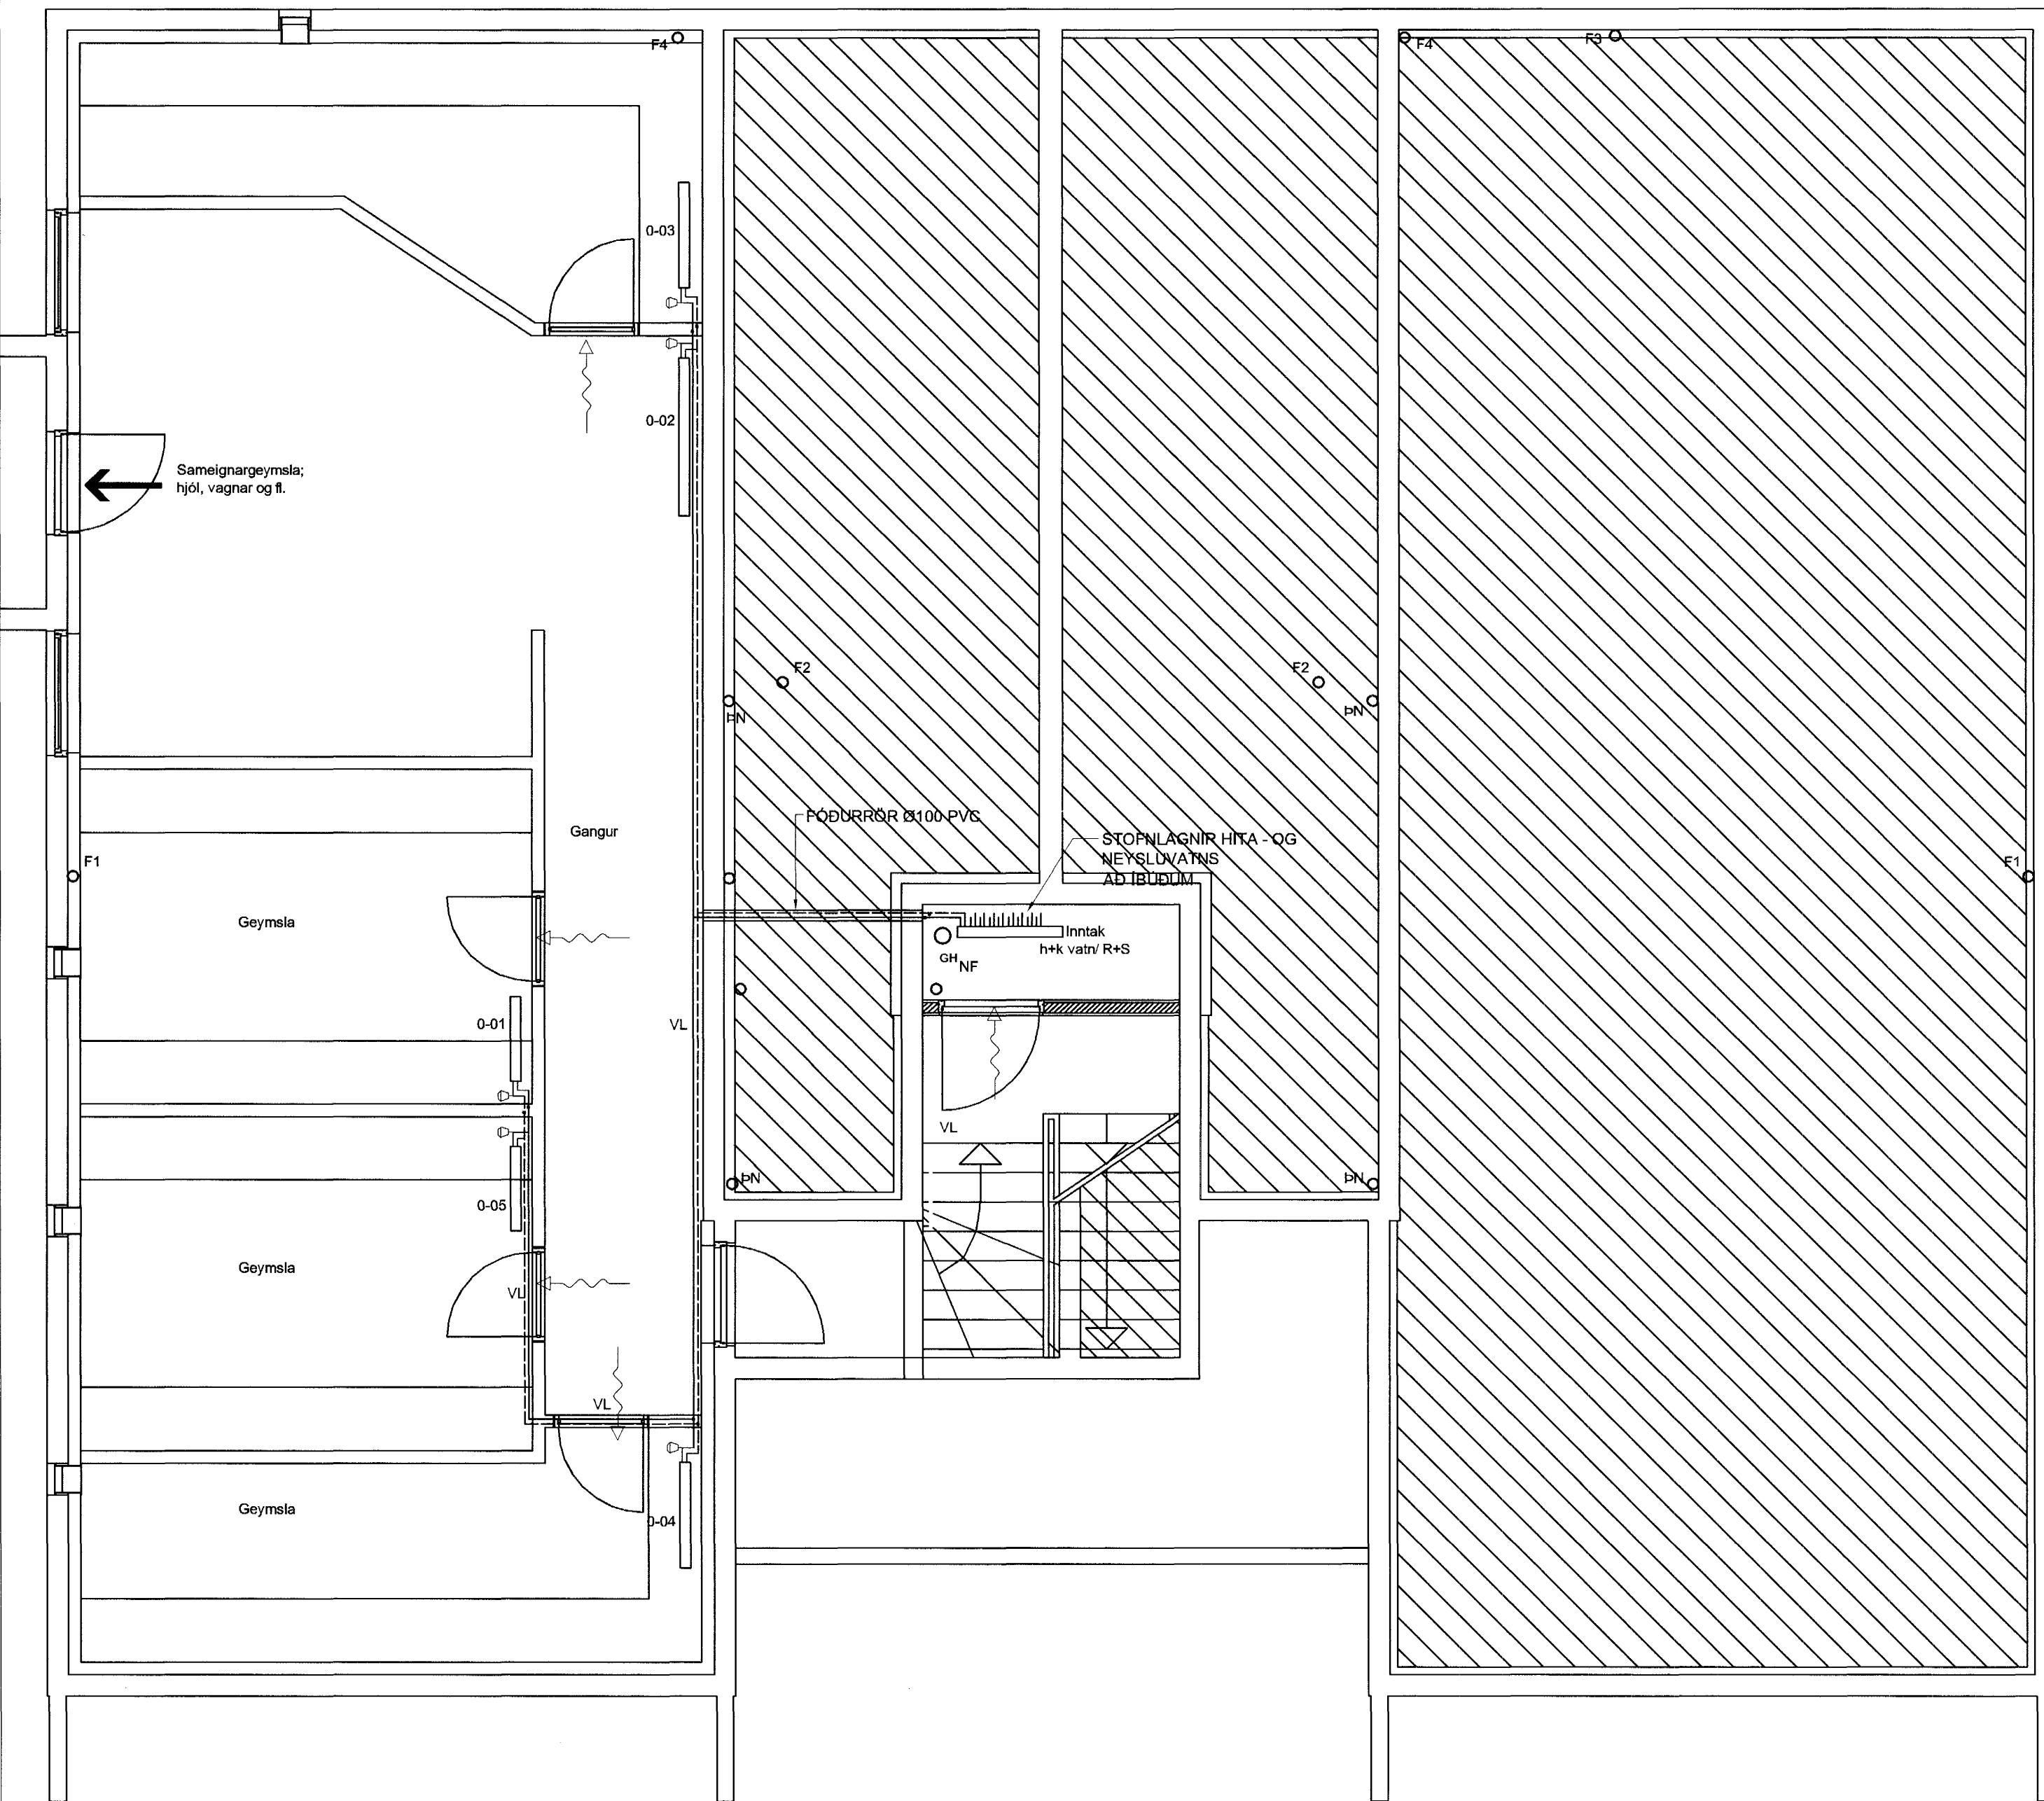 F4
F4
F3
0-03
0-02
Sameignargeymsla;
hjól, vagnar og fl.
F2
F2
ÞN
ÞN
FÓÐURRÖR Ø100 PVC
Gangur
STOFNLAGNIR HITA - OG
NEYSLUVATNS
AÐ ÍBÚÐUM
F1
F1
Geymsla
Inntak
h+k vatn/ R+S
GH NF
0-01
VL
VL
ÞN
ÞN
0-05
Geymsla
VL
VL
Geymsla
0-04